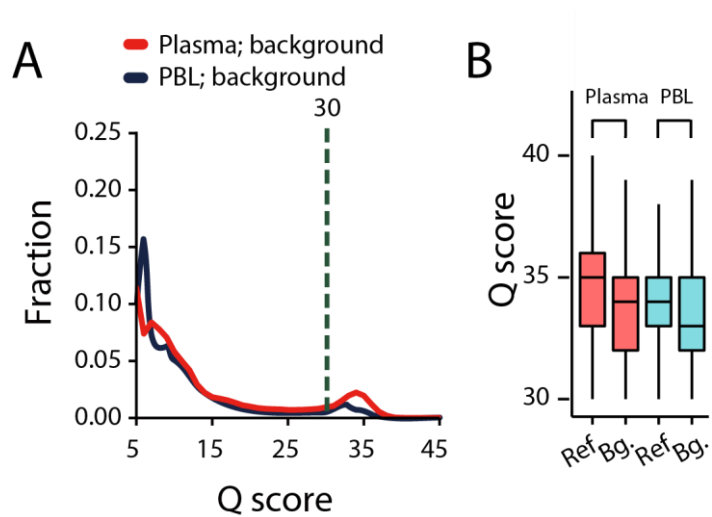 A
Plasma; background
PBL; background
30
0.25
0.20
0.15
0.10
0.05
0.00
Fraction
5 15 25 35 45
Q score
B
Plasma PBL
40
35
30
Q score
Ref Bg. Ref Bg.